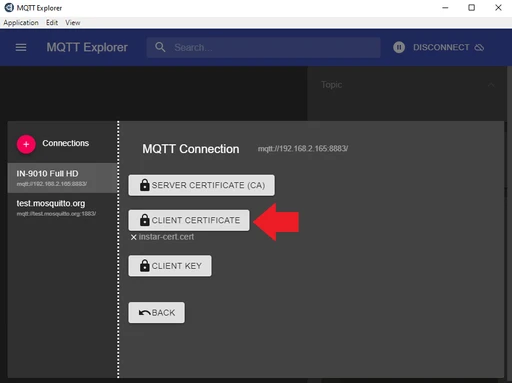 MQTT Explorer
Application Edit View
MQTT Explorer
Search...
DISCONNECT
Topic
+ Connections
IN-9010 Full HD
mqtt://192.168.2.165:8883/
test.mosquitto.org
mqtt://test.mosquitto.org:1883/
MQTT Connection mqtt://192.168.2.165:8883/
SERVER CERTIFICATE (CA)
CLIENT CERTIFICATE
instar-cert.cert
CLIENT KEY
BACK